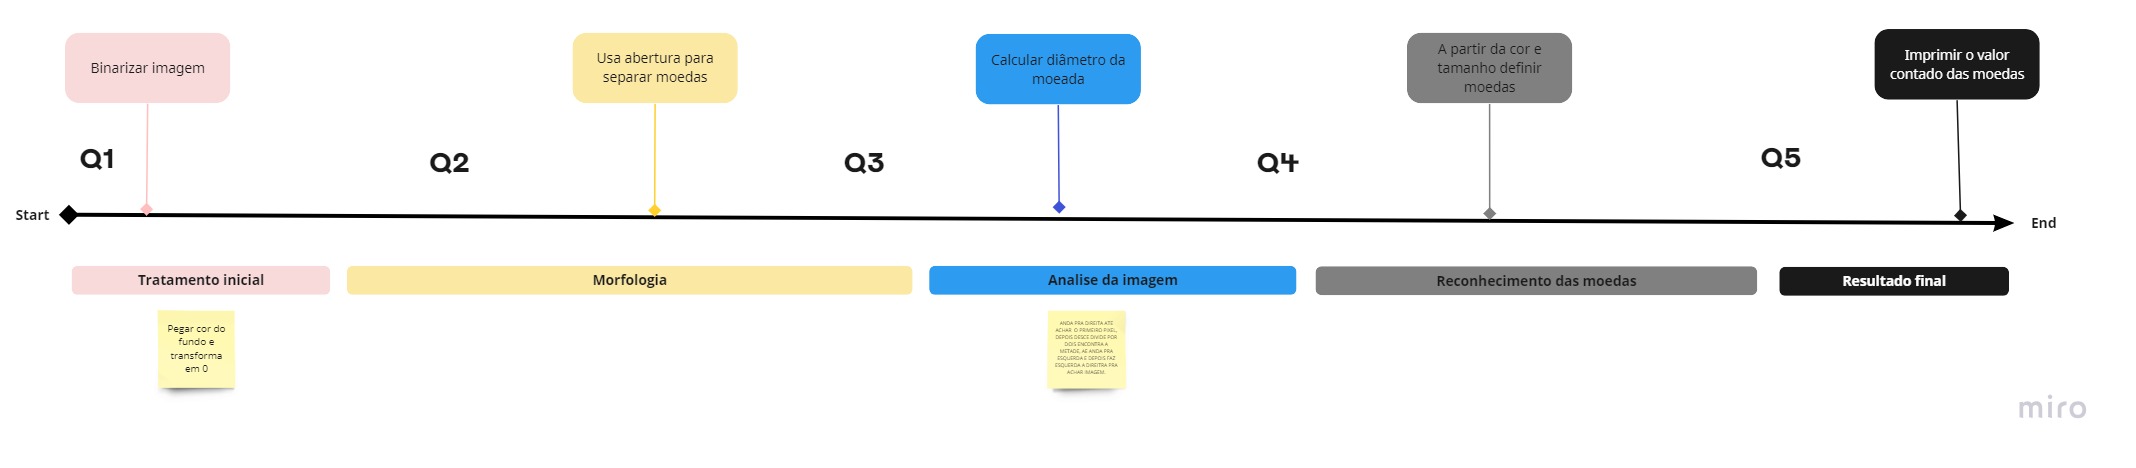 Binarizar imagem
Usa abertura para
separar moedas
Calcular diâmetro da
moeada
A partir da cor e
tamanho definir
moedas
Imprimir o valor
contado das moedas
Q1
Q2
Q3
Q4
Q5
Start
End
Tratamento inicial
Morfologia
Analise da imagem
Reconhecimento das moedas
Resultado final
Pegar cor do
fundo e
transforma
em 0
ANDA PRA DIREITA ATE
ACHAR O PRIMEIRO PIXEL,
DEPOIS DESCE DIVIDE POR
DOIS ENCONTRA A
METADE, AE ANDA PRA
ESQUERDA E DEPOIS FAZ
ESQUERDA A DIREITRA PRA
ACHAR IMAGEM.
miro